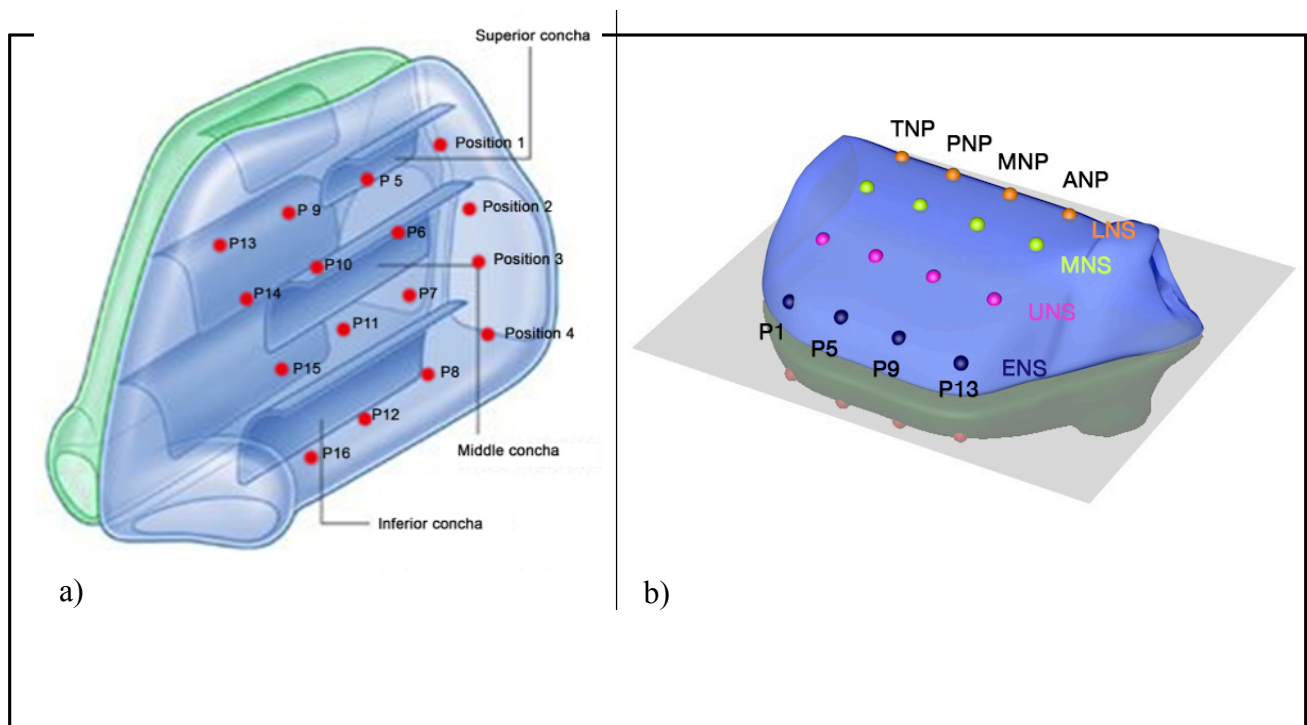 Superior concha
Position 1
P 5
Position 2
P 9
P6
P13
Position 3
P10
P7
P14
P11
Position 4
P15
P8
P12
Middle concha
P16
Inferior concha
a)
TNP
PNP
MNP
ANP
LNS
MNS
UNS
P1
P5
P9
ENS
P13
b)